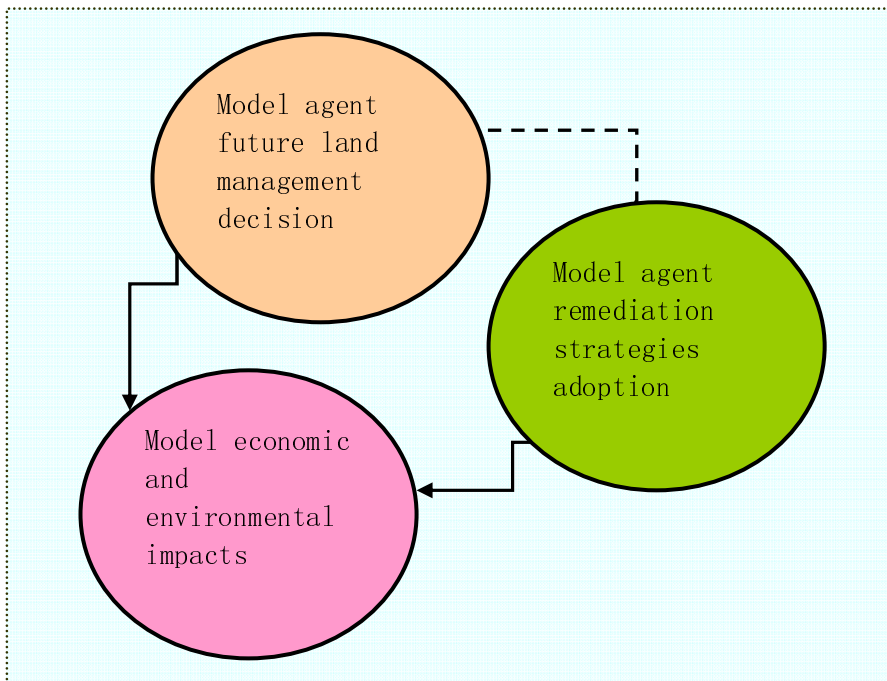 Model agent
future land
management
decision
Model agent
remediation
strategies
adoption
Model economic
and
environmental
impacts